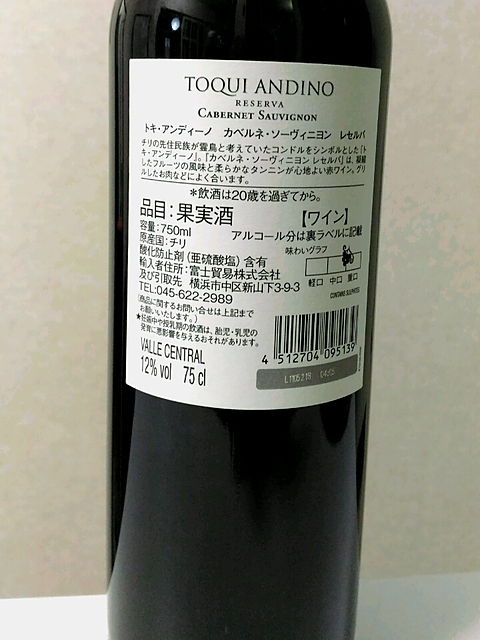 TOQUI ANDINO
RESERVA
CABERNET SAUVIGNON
トキ・アンディーノ カベルネ・ソーヴィニヨン レセルバ
チリの先住民族が霊鳥と考えていたコンドルをシンボルとした「ト
キ・アンディーノ」。「カベルネ・ソーヴィニヨン レセルバ」は、凝縮
したフルーツの風味と柔らかなタンニンが心地よい赤ワイン。グリ
ルしたお肉などによく合います。
＊飲酒は20歳を過ぎてから。
品目:果実酒 【ワイン】
容量:750ml アルコール分は裏ラベルに記載
原産国:チリ 味わいグラフ
酸化防止剤(亜硫酸塩)含有
輸入者住所:富士貿易株式会社
及び引取先 横浜市中区新山下3-9-3
軽口 中口 重口
TEL:045-622-2989
CONTAINS SULPHITES
(商品に関するお問い合せは上記まで
お願いいたします。)
＊妊娠中や授乳期の飲酒は、胎児・乳児の
発育に悪影響を与えるおそれがあります。
VALLE CENTRAL
12% vol 75 cl
4 512704 095139